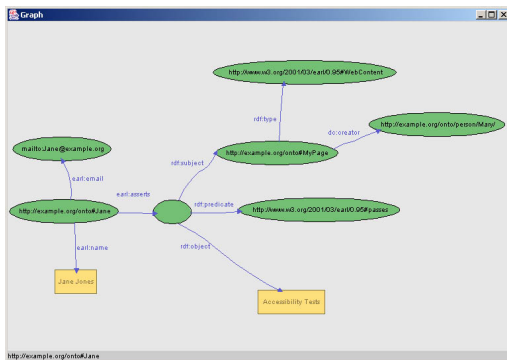 Graph
http://www.w3.org/2001/03/earl/0.95#WebContent
rdf:type
http://example.org/onto/person/Mary/
dc:creator
mailto:Jane@example.org
http://example.org/onto#MyPage
rdf:subject
earl:email
http://example.org/onto#Jane
earl:asserts
rdf:predicate
http://www.w3.org/2001/03/earl/0.95#passes
earl:name
rdf:object
Jane Jones
Accessibility Tests
http://example.org/onto#Jane